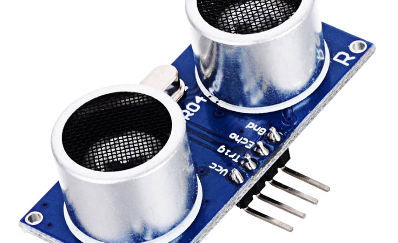 R04
R
Gnd
Echo
Trig
Vcc